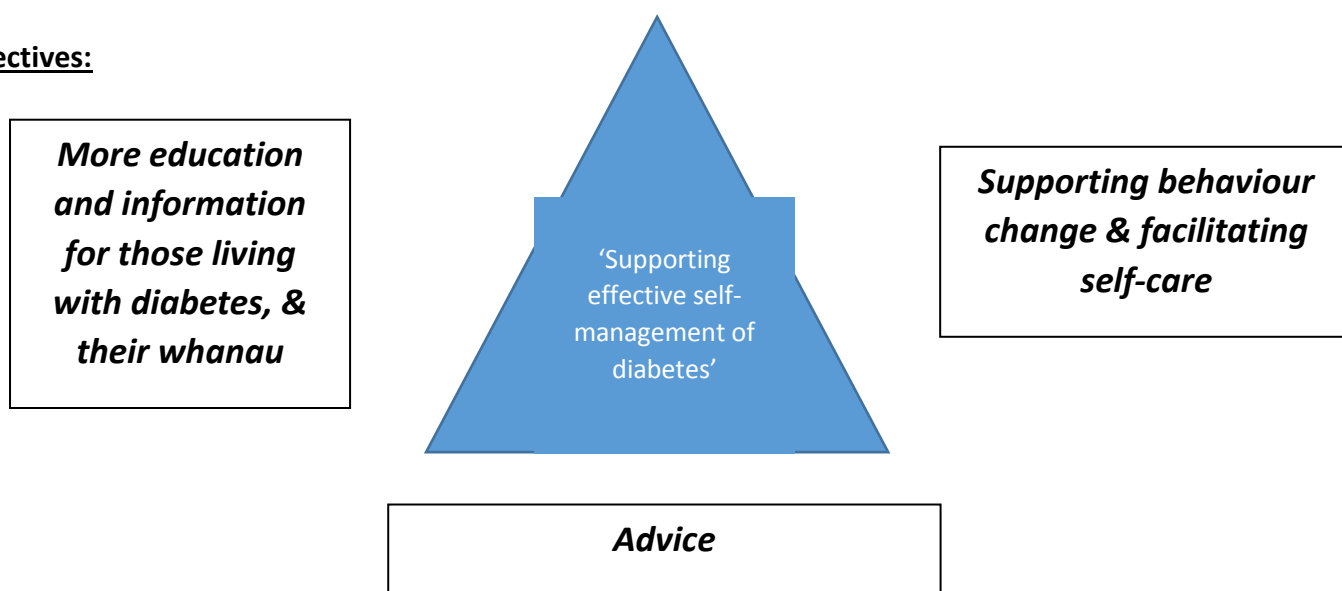 ectives:
More education
and information
for those living
with diabetes, &
their whanau
‘Supporting
effective self-
management of
diabetes’
Supporting behaviour
change & facilitating
self-care
Advice